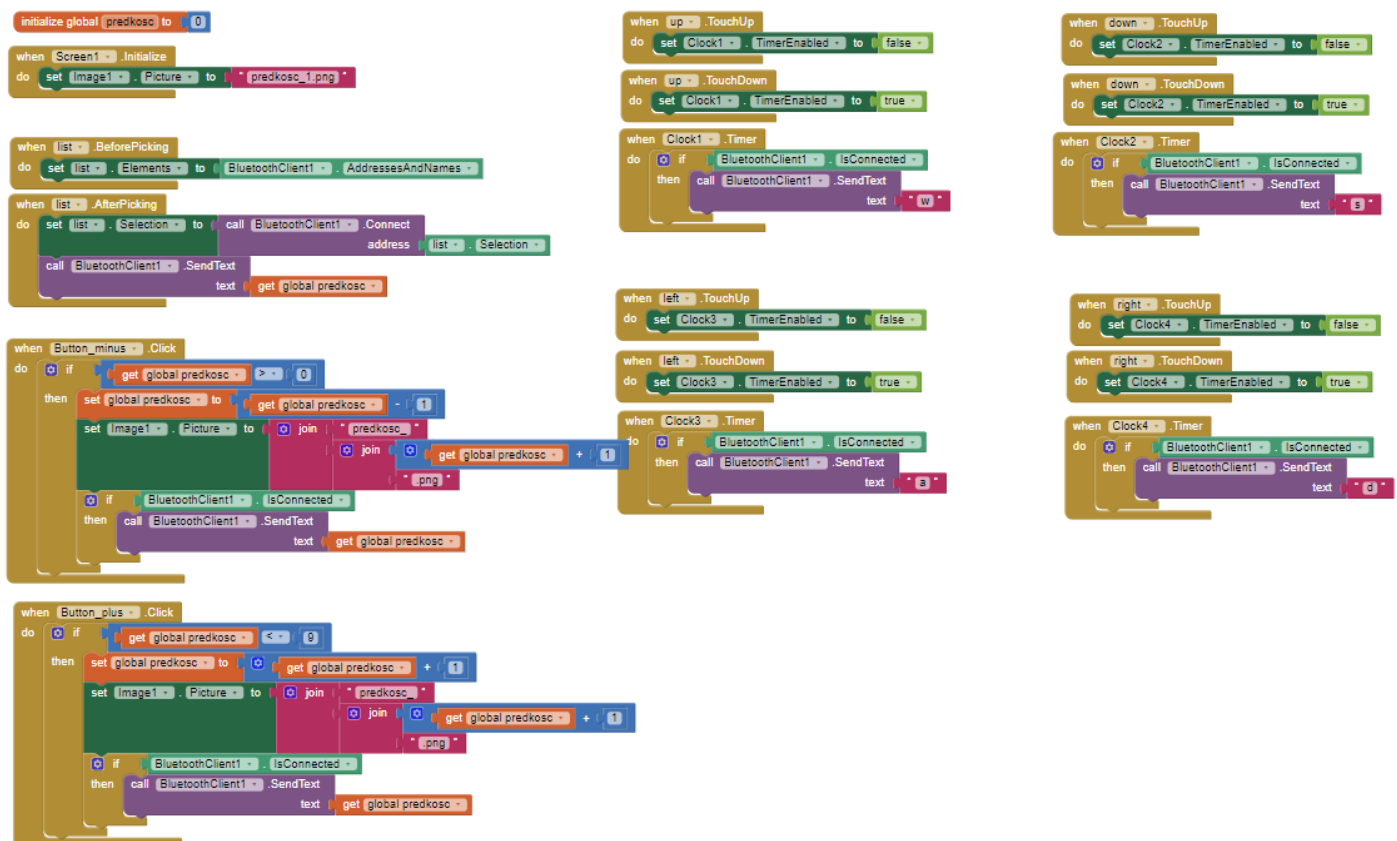 initialize global predkosc to 0
when Screen1 .Initialize
do set Image1 . Picture to " predkosc_1.png "
when list .BeforePicking
do set list . Elements to BluetoothClient1 . AddressesAndNames
when list .AfterPicking
do set list . Selection to call BluetoothClient1 .Connect
address list . Selection
call BluetoothClient1 .SendText
text get global predkosc
when Button_minus .Click
do if get global predkosc > 0
then set global predkosc to get global predkosc - 1
set Image1 . Picture to join " predkosc_ "
join get global predkosc + 1
" .png "
if BluetoothClient1 . IsConnected
then call BluetoothClient1 .SendText
text get global predkosc
when Button_plus .Click
do if get global predkosc < 9
then set global predkosc to get global predkosc + 1
set Image1 . Picture to join " predkosc_ "
join get global predkosc + 1
" .png "
if BluetoothClient1 . IsConnected
then call BluetoothClient1 .SendText
text get global predkosc
when up .TouchUp
do set Clock1 . TimerEnabled to false
when up .TouchDown
do set Clock1 . TimerEnabled to true
when Clock1 .Timer
do if BluetoothClient1 . IsConnected
then call BluetoothClient1 .SendText
text " w "
when left .TouchUp
do set Clock3 . TimerEnabled to false
when left .TouchDown
do set Clock3 . TimerEnabled to true
when Clock3 .Timer
do if BluetoothClient1 . IsConnected
then call BluetoothClient1 .SendText
text " a "
when down .TouchUp
do set Clock2 . TimerEnabled to false
when down .TouchDown
do set Clock2 . TimerEnabled to true
when Clock2 .Timer
do if BluetoothClient1 . IsConnected
then call BluetoothClient1 .SendText
text " s "
when right .TouchUp
do set Clock4 . TimerEnabled to false
when right .TouchDown
do set Clock4 . TimerEnabled to true
when Clock4 .Timer
do if BluetoothClient1 . IsConnected
then call BluetoothClient1 .SendText
text " d "